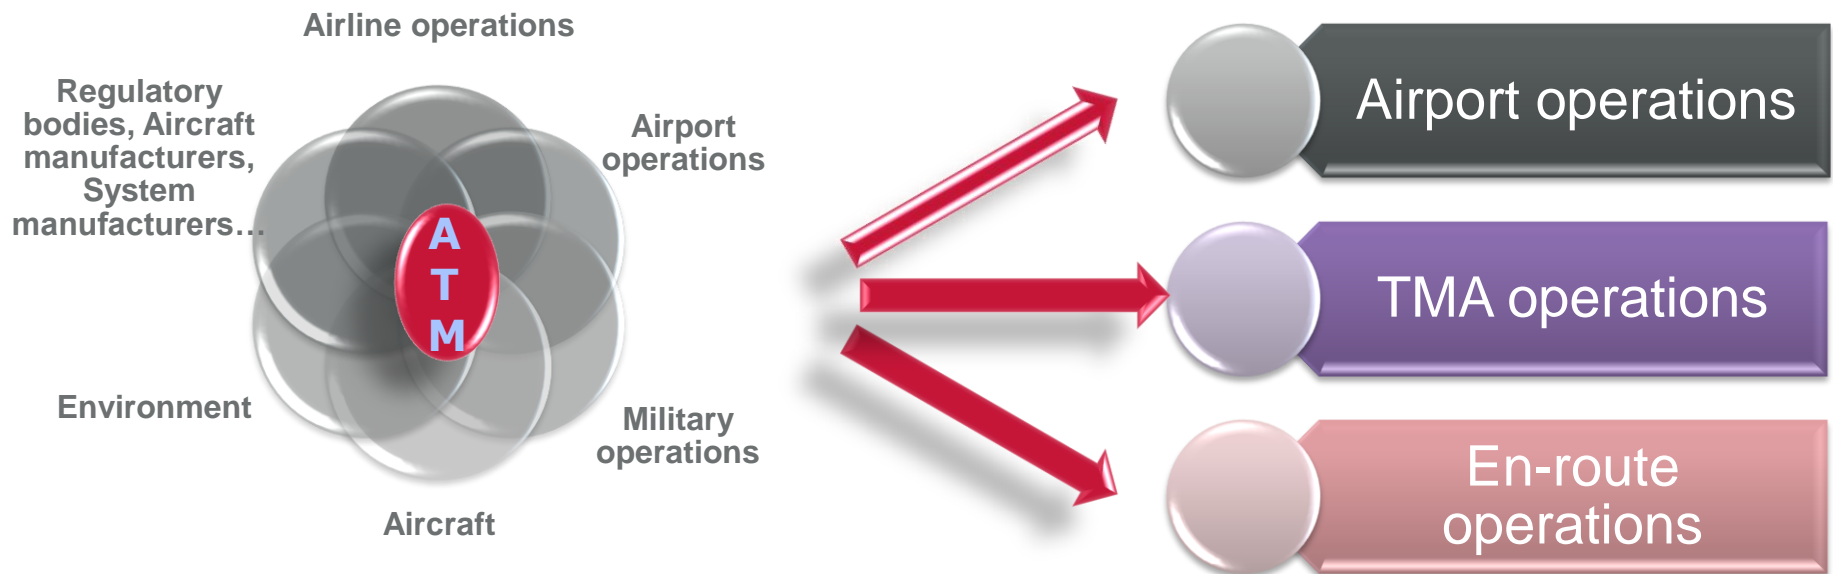 Airline operations
Regulatory
bodies, Aircraft
manufacturers,
System
manufacturers…
Airport
operations
A
T
M
Environment
Military
operations
Aircraft
Airport operations
TMA operations
En-route
operations